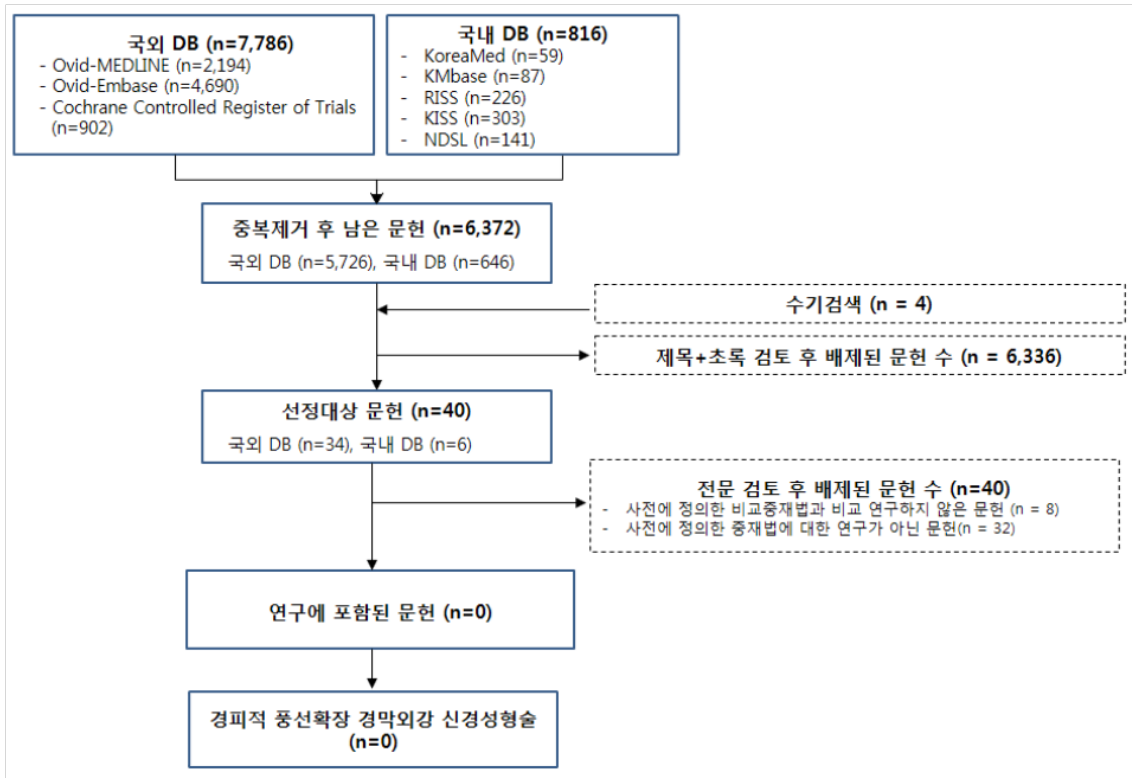 국외 DB (n=7,786)
- Ovid-MEDLINE (n=2,194)
- Ovid-Embase (n=4,690)
- Cochrane Controlled Register of Trials
(n=902)
국내 DB (n=816)
- KoreaMed (n=59)
- KMbase (n=87)
- RISS (n=226)
- KISS (n=303)
- NDSL (n=141)
중복제거 후 남은 문헌 (n=6,372)
국외 DB (n=5,726), 국내 DB (n=646)
수기검색 (n = 4)
제목+초록 검토 후 배제된 문헌 수 (n = 6,336)
선정대상 문헌 (n=40)
국외 DB (n=34), 국내 DB (n=6)
전문 검토 후 배제된 문헌 수 (n=40)
- 사전에 정의한 비교중재법과 비교 연구하지 않은 문헌 (n = 8)
- 사전에 정의한 중재법에 대한 연구가 아닌 문헌(n = 32)
연구에 포함된 문헌 (n=0)
경피적 풍선확장 경막외강 신경성형술
(n=0)